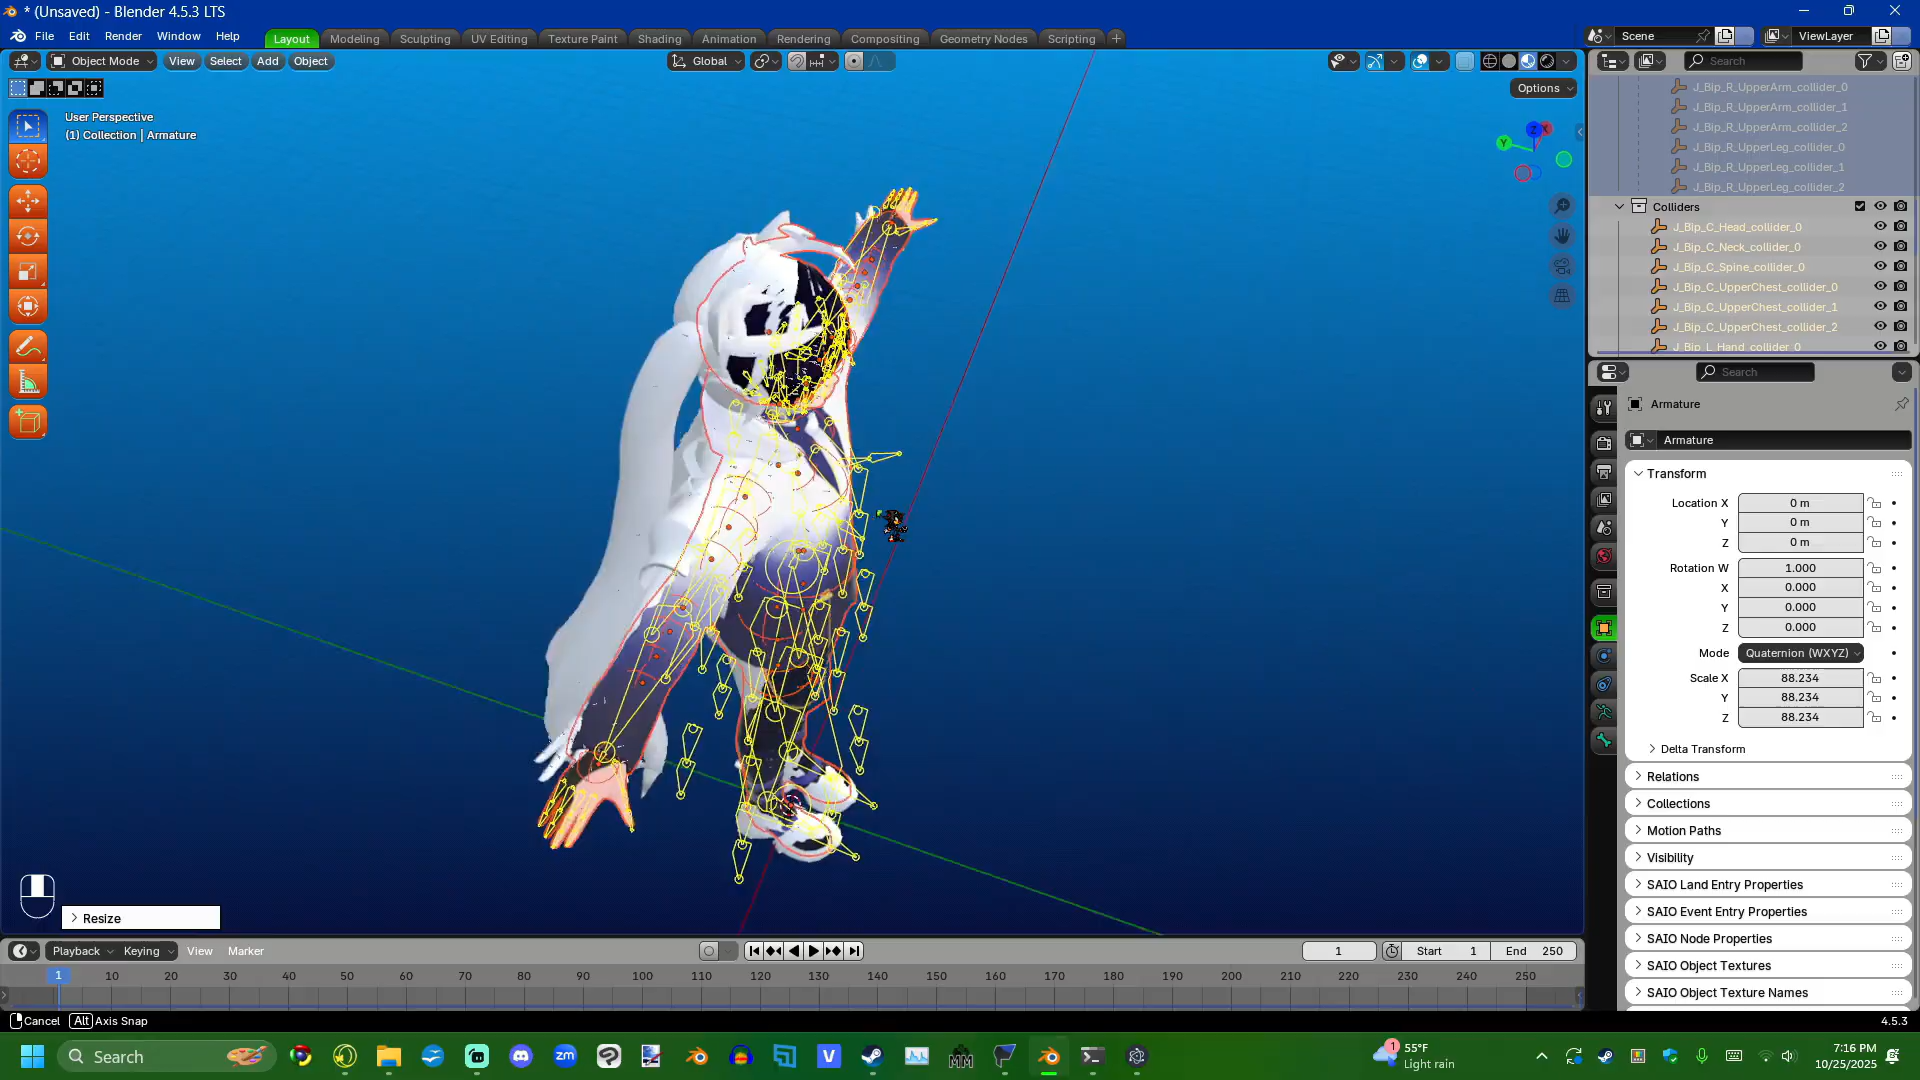 * (Unsaved) - Blender 4.5.3 LTS
File Edit Render Window Help
Layout Modeling Sculpting UV Editing Texture Paint Shading Animation Rendering Compositing Geometry Nodes Scripting
Scene
ViewLayer
Object Mode View Select Add Object
Global
Options
User Perspective
(1) Collection | Armature
Z
X
Y
Search
J_Bip_R_UpperArm_collider_0
J_Bip_R_UpperArm_collider_1
J_Bip_R_UpperArm_collider_2
J_Bip_R_UpperLeg_collider_0
J_Bip_R_UpperLeg_collider_1
J_Bip_R_UpperLeg_collider_2
Colliders
J_Bip_C_Head_collider_0
J_Bip_C_Neck_collider_0
J_Bip_C_Spine_collider_0
J_Bip_C_UpperChest_collider_0
J_Bip_C_UpperChest_collider_1
J_Bip_C_UpperChest_collider_2
J_Bip_L_Hand_collider_0
Search
Armature
Armature
Transform
Location X 0 m
Y 0 m
Z 0 m
Rotation W 1.000
X 0.000
Y 0.000
Z 0.000
Mode Quaternion (WXYZ)
Scale X 88.234
Y 88.234
Z 88.234
Delta Transform
Relations
Collections
Motion Paths
Visibility
SAIO Land Entry Properties
SAIO Event Entry Properties
SAIO Node Properties
SAIO Object Textures
SAIO Object Texture Names
Resize
Playback Keying View Marker
1
Start 1
End 250
1 10 20 30 40 50 60 70 80 90 100 110 120 130 140 150 160 170 180 190 200 210 220 230 240 250
Cancel Alt Axis Snap
4.5.3
Search
zm
V
1
55°F
Light rain
7:16 PM
10/25/2025